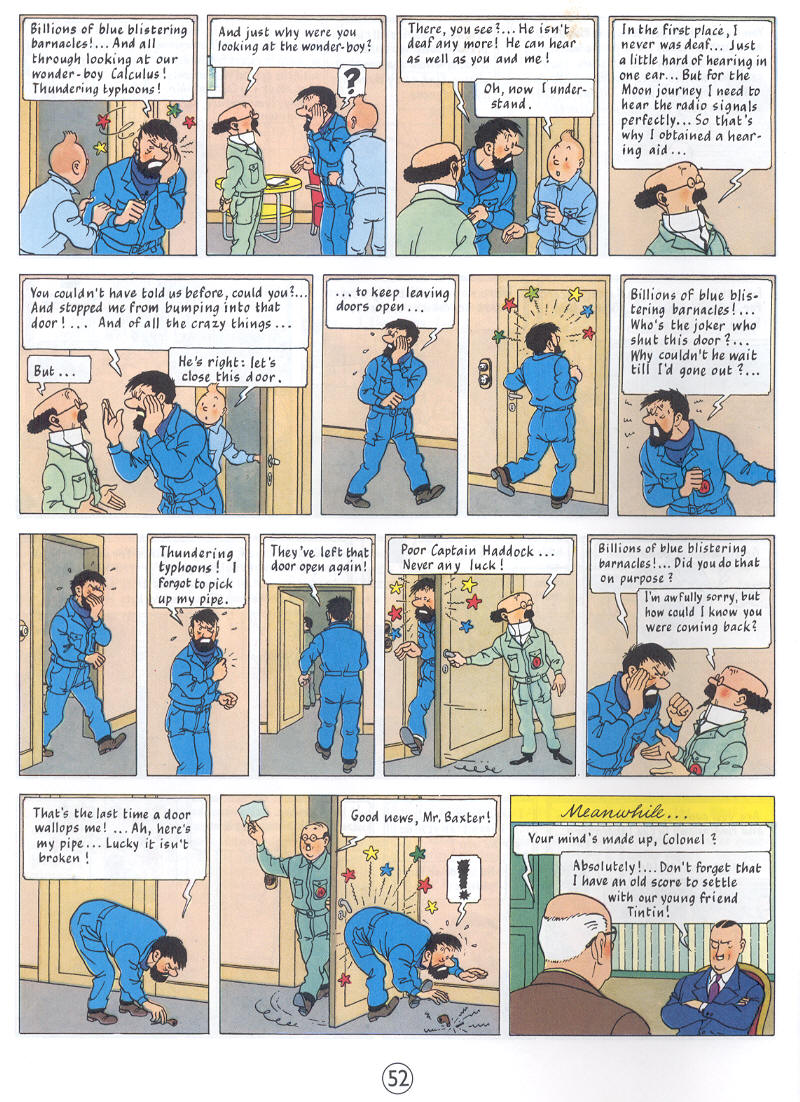 Billions of blue blistering
barnacles!... And all
through looking at our
wonder-boy Calculus!
Thundering typhoons!
And just why were you
looking at the wonder-boy?
?
There, you see?... He isn't
deaf any more! He can hear
as well as you and me!
Oh, now I under-
stand.
In the first place, I
never was deaf... Just
a little hard of hearing in
one ear... But for the
Moon journey I need to
hear the radio signals
perfectly... So that's
why I obtained a hear-
ing aid...
You couldn't have told us before, could you?...
And stopped me from bumping into that
door!... And of all the crazy things...
But...
He's right: let's
close this door.
...to keep leaving
doors open...
Billions of blue blis-
tering barnacles!...
Who's the joker who
shut this door?...
Why couldn't he wait
till I'd gone out?...
Thundering
typhoons! I
forgot to pick
up my pipe.
They've left that
door open again!
Poor Captain Haddock...
Never any luck!
Billions of blue blistering
barnacles!... Did you do that
on purpose?
I'm awfully sorry, but
how could I know you
were coming back?
That's the last time a door
wallops me! ...Ah, here's
my pipe... Lucky it isn't
broken!
Good news, Mr. Baxter!
!
Meanwhile...
Your mind's made up, Colonel?
Absolutely!... Don't forget that
I have an old score to settle
with our young friend
Tintin!
52